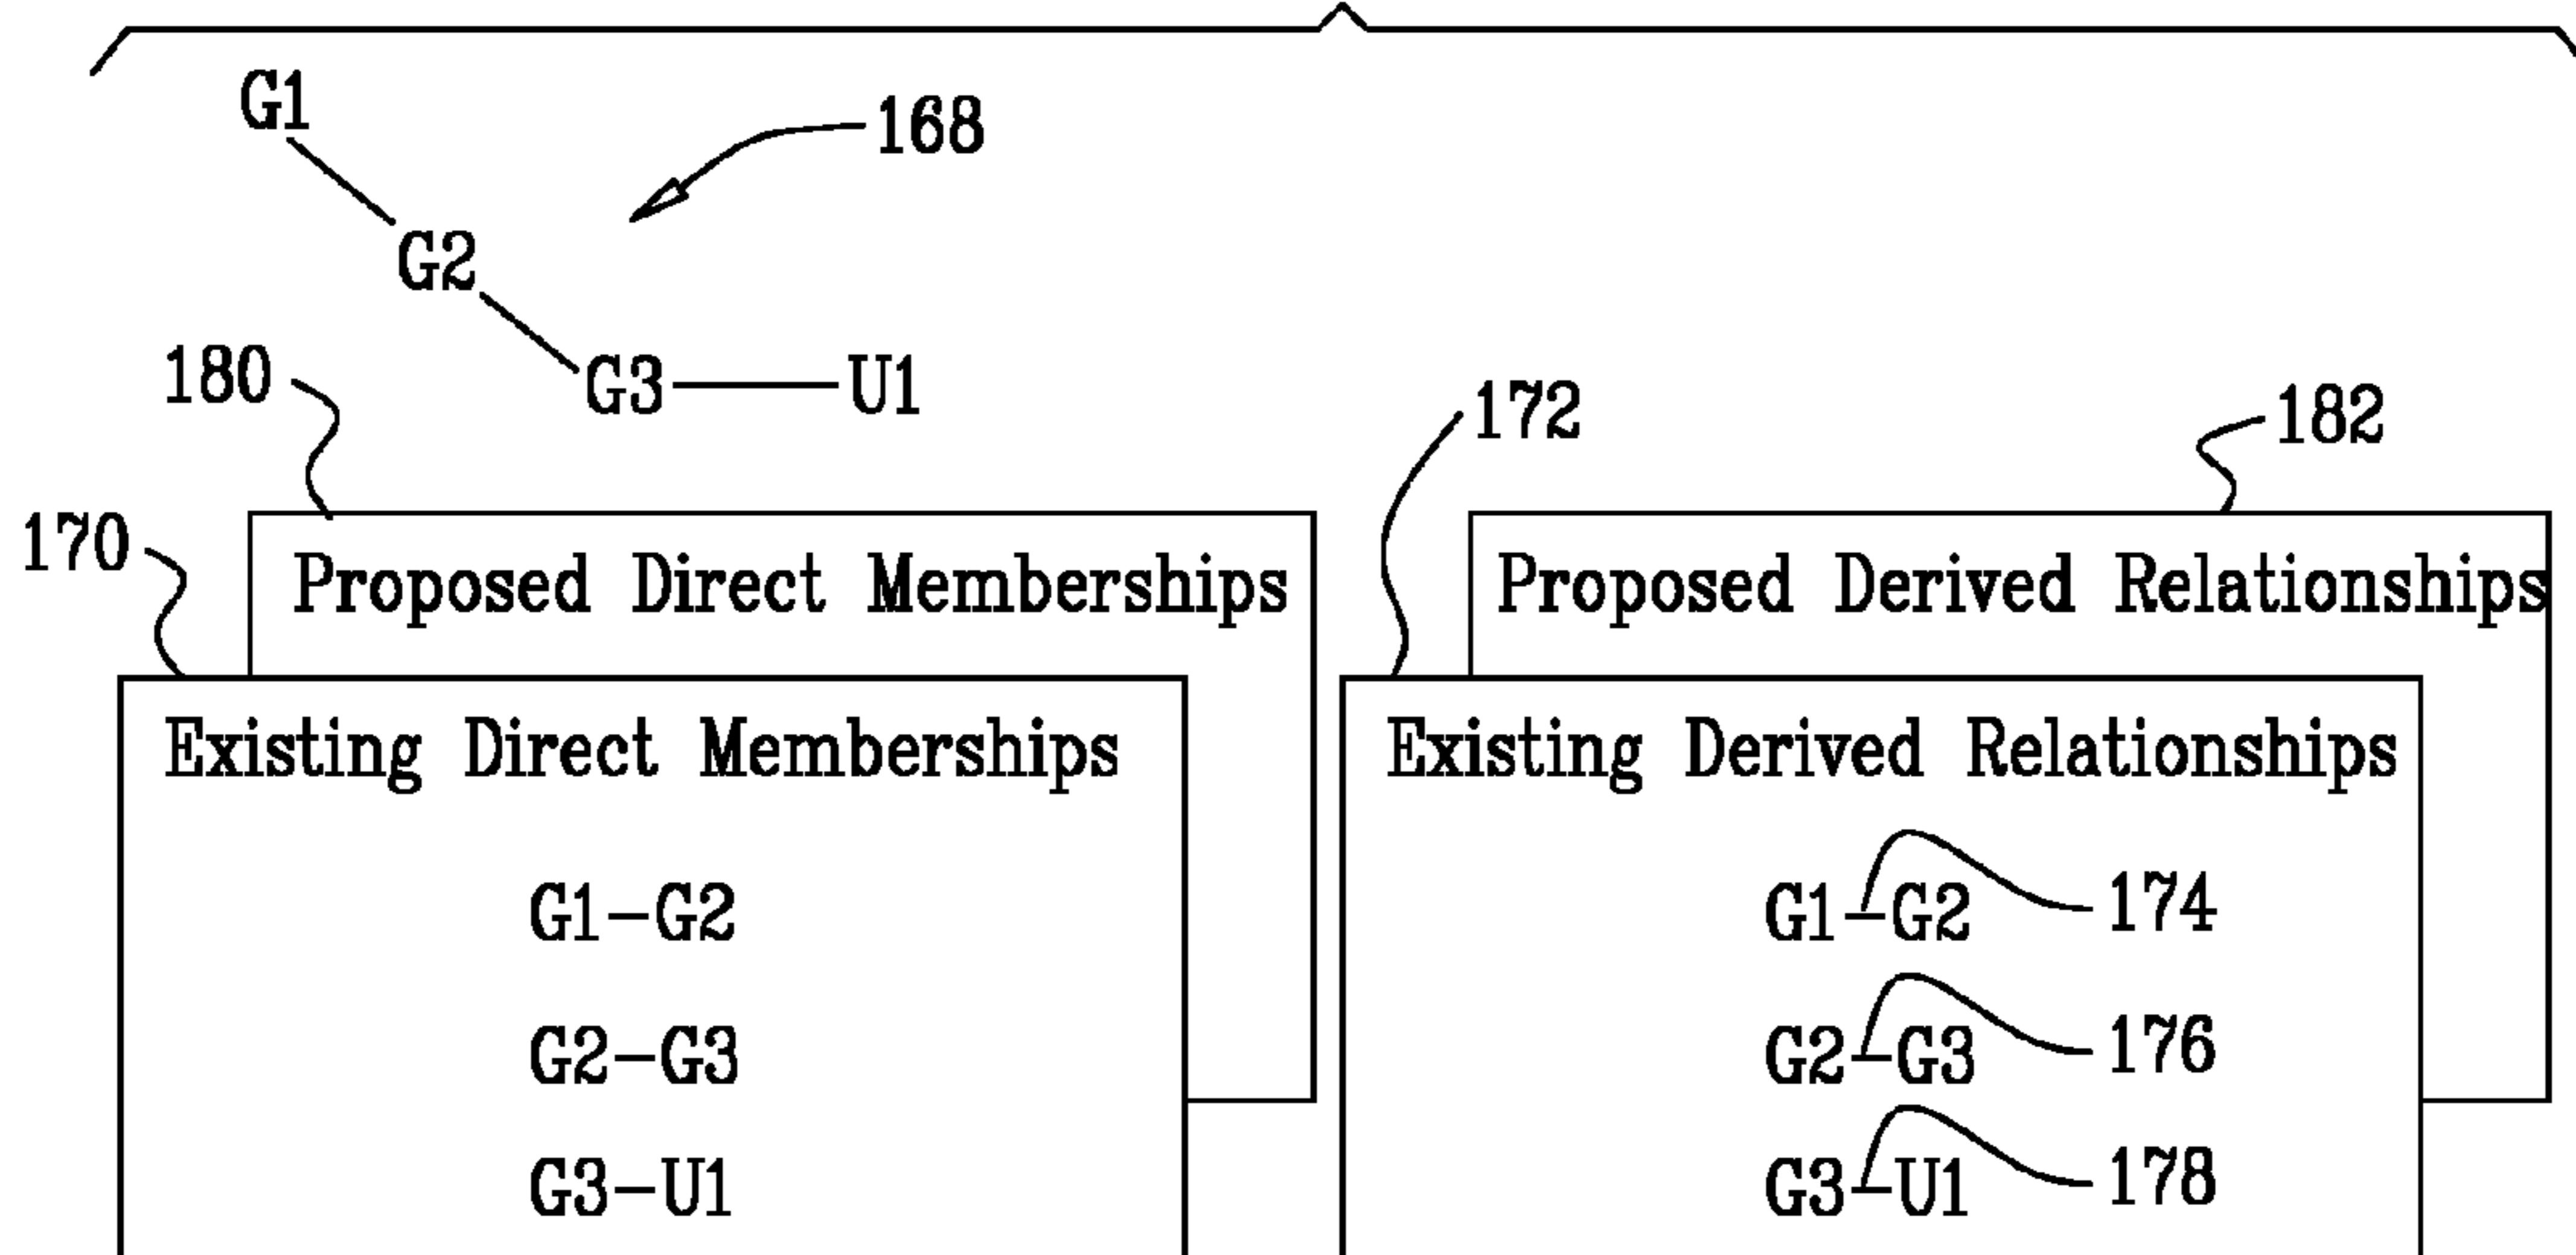 G1
168
G2
180
G3 U1
172
182
170
Proposed Direct Memberships
Proposed Derived Relationships
Existing Direct Memberships
Existing Derived Relationships
G1-G2
G1-G2 174
G2-G3
G2-G3 176
G3-U1
G3-U1 178